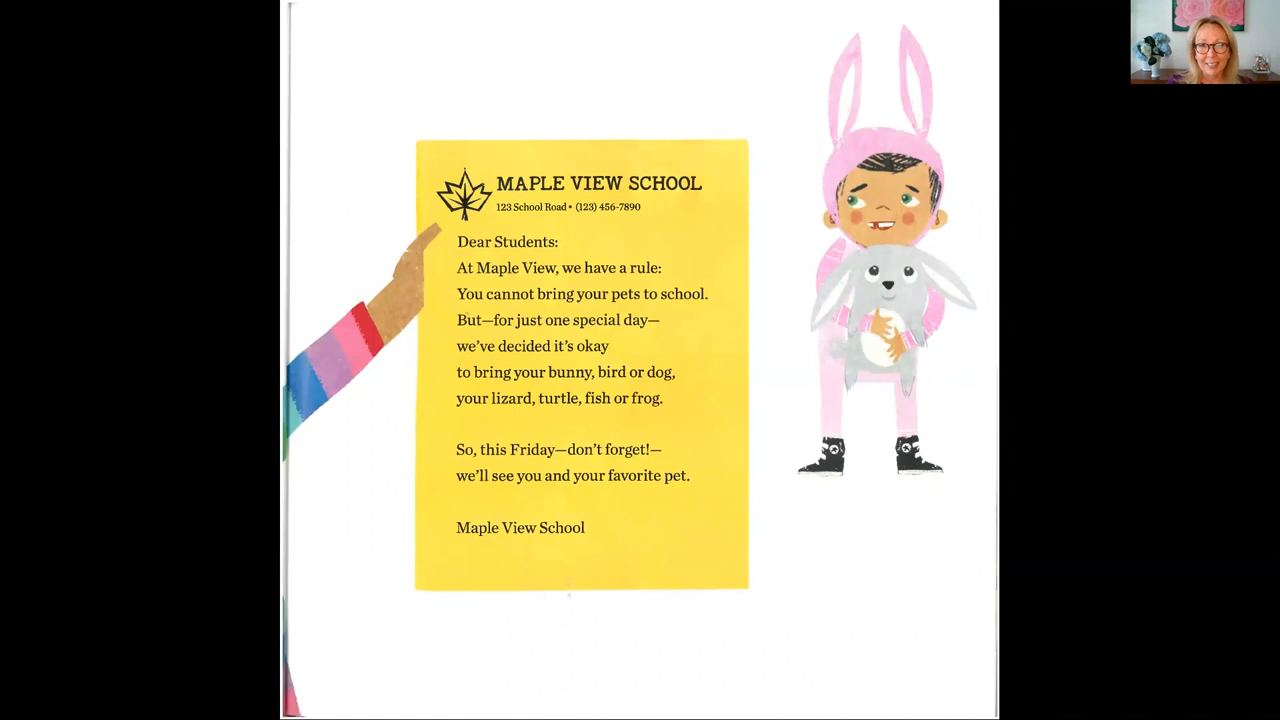 MAPLE VIEW SCHOOL
123 School Road • (123) 456-7890
Dear Students:
At Maple View, we have a rule:
You cannot bring your pets to school.
But—for just one special day—
we've decided it's okay
to bring your bunny, bird or dog,
your lizard, turtle, fish or frog.
So, this Friday—don't forget!—
we'll see you and your favorite pet.
Maple View School